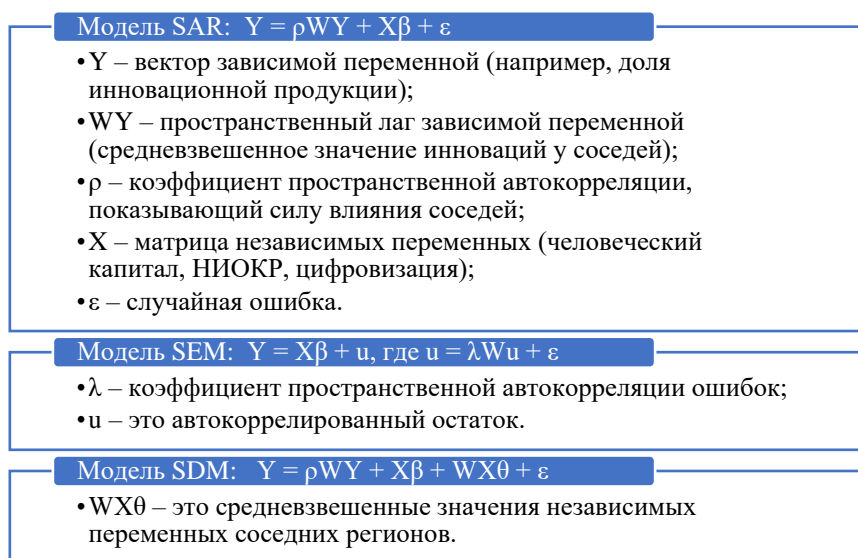 Модель SAR: Y = ρWY + Xβ + ε
•Y – вектор зависимой переменной (например, доля
инновационной продукции);
•WY – пространственный лаг зависимой переменной
(средневзвешенное значение инноваций у соседей);
•ρ – коэффициент пространственной автокорреляции,
показывающий силу влияния соседей;
•X – матрица независимых переменных (человеческий
капитал, НИОКР, цифровизация);
•ε – случайная ошибка.
Модель SEM: Y = Xβ + u, где u = λWu + ε
•λ – коэффициент пространственной автокорреляции ошибок;
•u – это автокоррелированный остаток.
Модель SDM: Y = ρWY + Xβ + WXθ + ε
•WXθ – это средневзвешенные значения независимых
переменных соседних регионов.